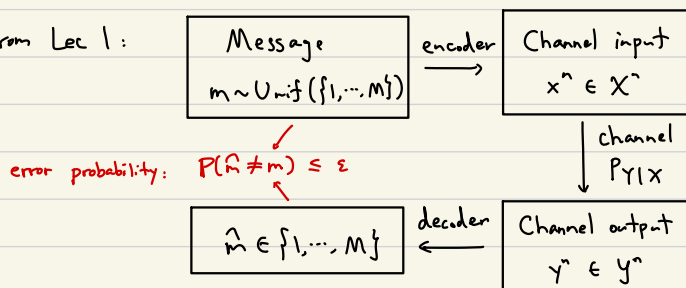 rom Lec 1:
Message
m ~ Unif({1,...,M})
encoder
Channel input
xⁿ ∈ Xⁿ
channel
P_{Y|X}
error probability: P(m̂ ≠ m) ≤ ε
m̂ ∈ {1,...,M}
decoder
Channel output
yⁿ ∈ Yⁿ